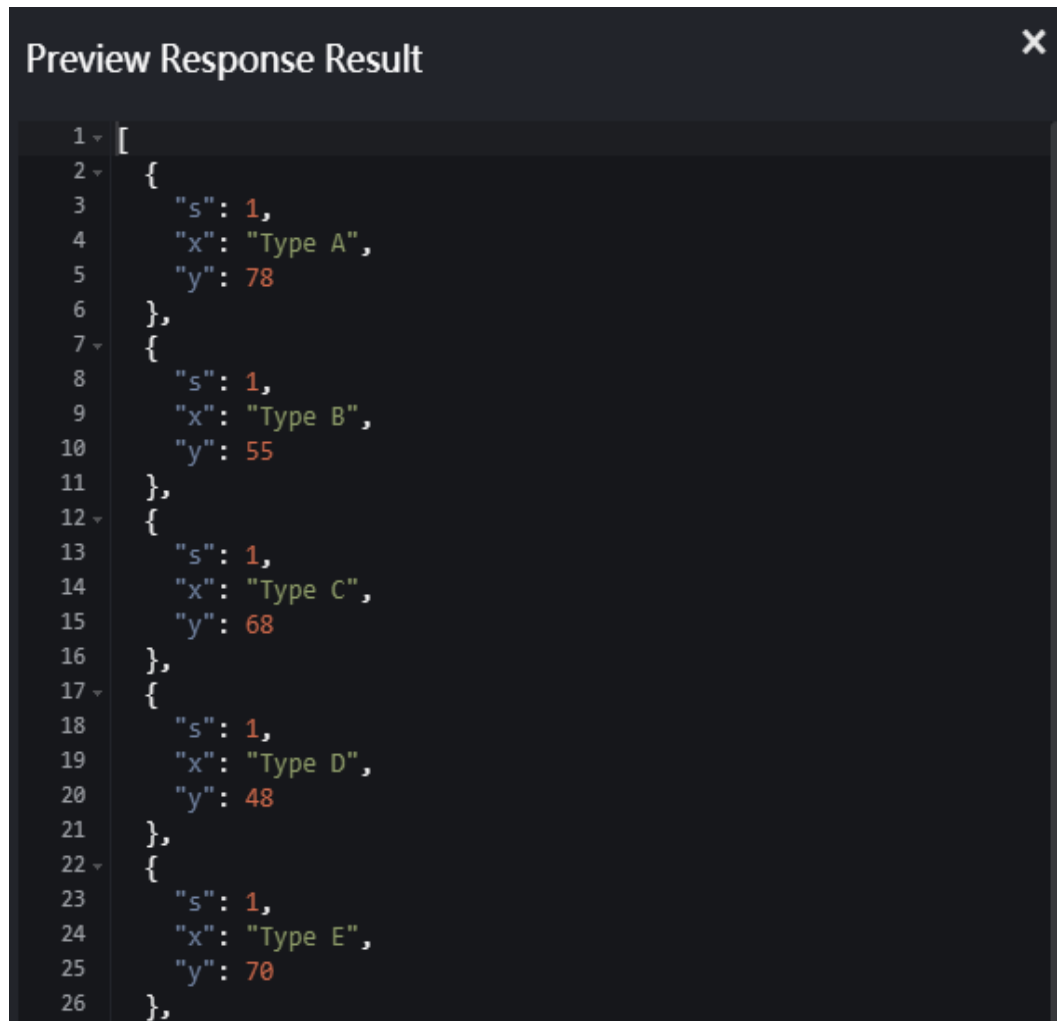 Preview Response Result ×
1 [
2 {
3 "s": 1,
4 "x": "Type A",
5 "y": 78
6 },
7 {
8 "s": 1,
9 "x": "Type B",
10 "y": 55
11 },
12 {
13 "s": 1,
14 "x": "Type C",
15 "y": 68
16 },
17 {
18 "s": 1,
19 "x": "Type D",
20 "y": 48
21 },
22 {
23 "s": 1,
24 "x": "Type E",
25 "y": 70
26 },